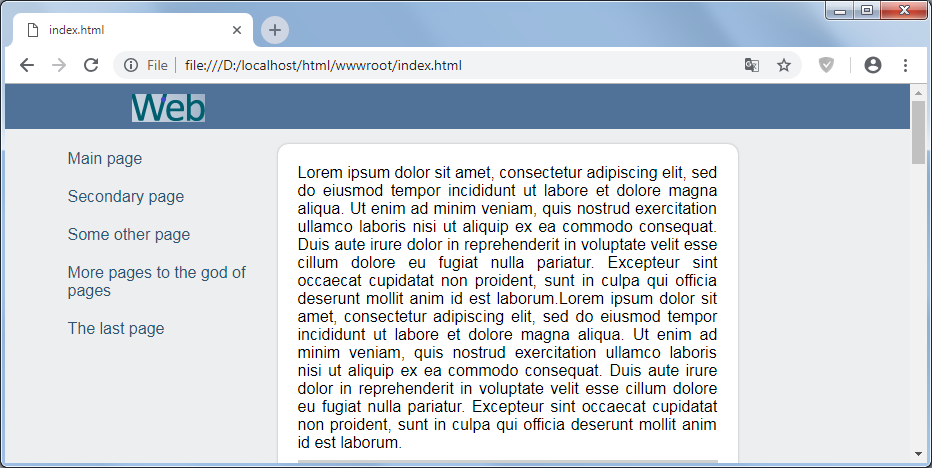 index.html
File
file:///D:/localhost/html/wwwroot/index.html
Web
Main page
Secondary page
Some other page
More pages to the god of
pages
The last page
Lorem ipsum dolor sit amet, consectetur adipiscing elit, sed
do eiusmod tempor incididunt ut labore et dolore magna
aliqua. Ut enim ad minim veniam, quis nostrud exercitation
ullamco laboris nisi ut aliquip ex ea commodo consequat.
Duis aute irure dolor in reprehenderit in voluptate velit esse
cillum dolore eu fugiat nulla pariatur. Excepteur sint
occaecat cupidatat non proident, sunt in culpa qui officia
deserunt mollit anim id est laborum.Lorem ipsum dolor sit
amet, consectetur adipiscing elit, sed do eiusmod tempor
incididunt ut labore et dolore magna aliqua. Ut enim ad
minim veniam, quis nostrud exercitation ullamco laboris
nisi ut aliquip ex ea commodo consequat. Duis aute irure
dolor in reprehenderit in voluptate velit esse cillum dolore
eu fugiat nulla pariatur. Excepteur sint occaecat cupidatat
non proident, sunt in culpa qui officia deserunt mollit anim
id est laborum.